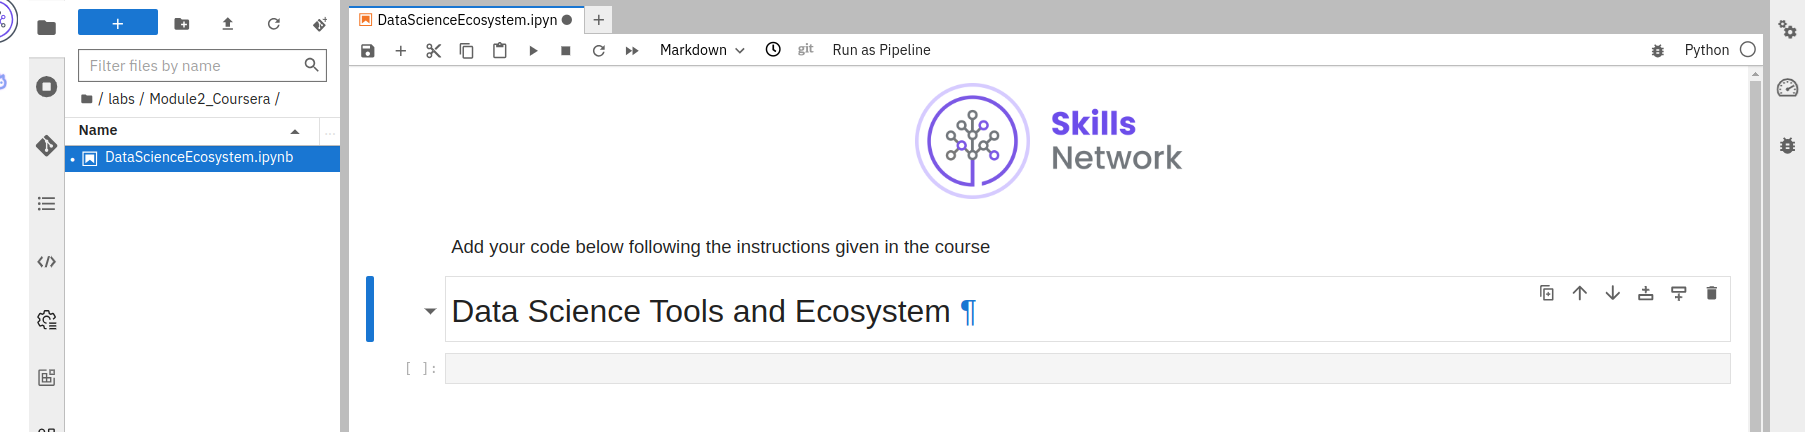 DataScienceEcosystem.ipyn
Filter files by name
Markdown
git
Run as Pipeline
Python
/ labs / Module2_Coursera /
Name
...
DataScienceEcosystem.ipynb
Skills
Network
Add your code below following the instructions given in the course
Data Science Tools and Ecosystem ¶
[ ]: